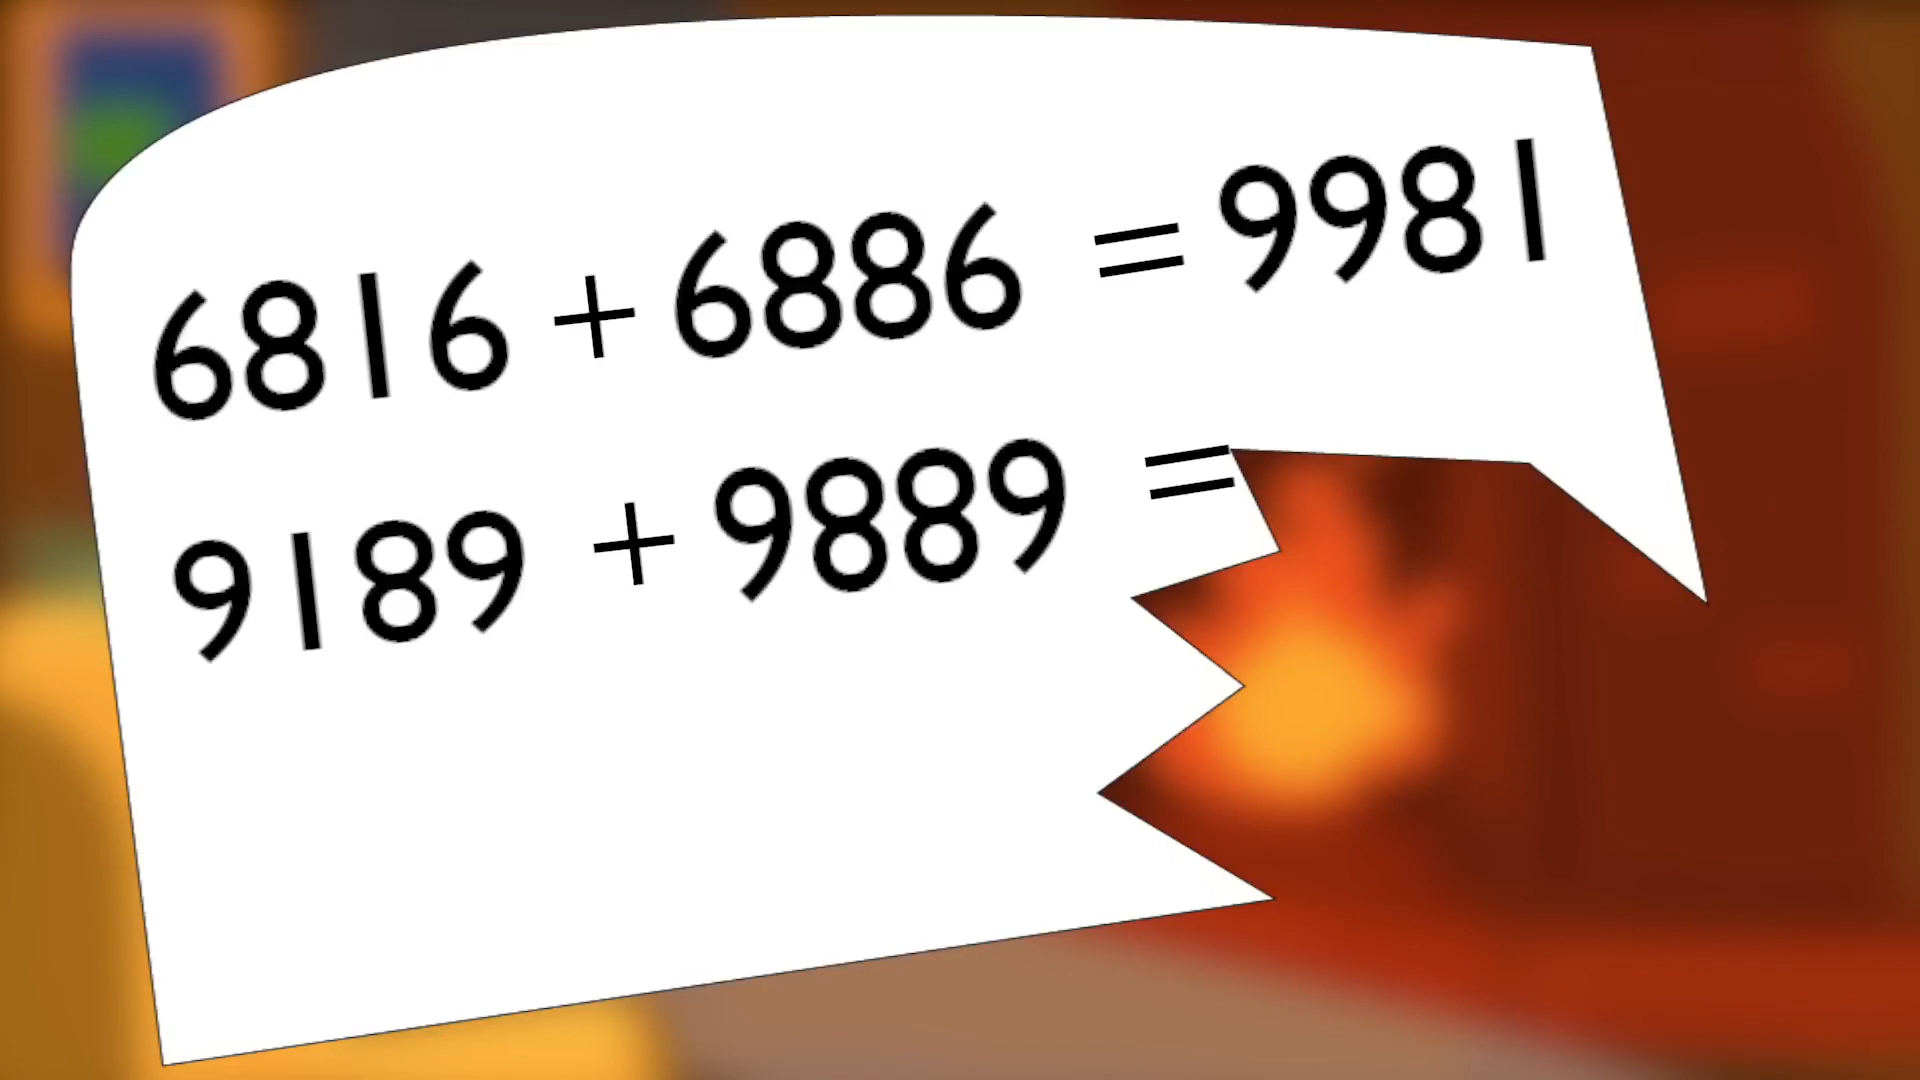 6816 + 6886 = 9981
9189 + 9889 =